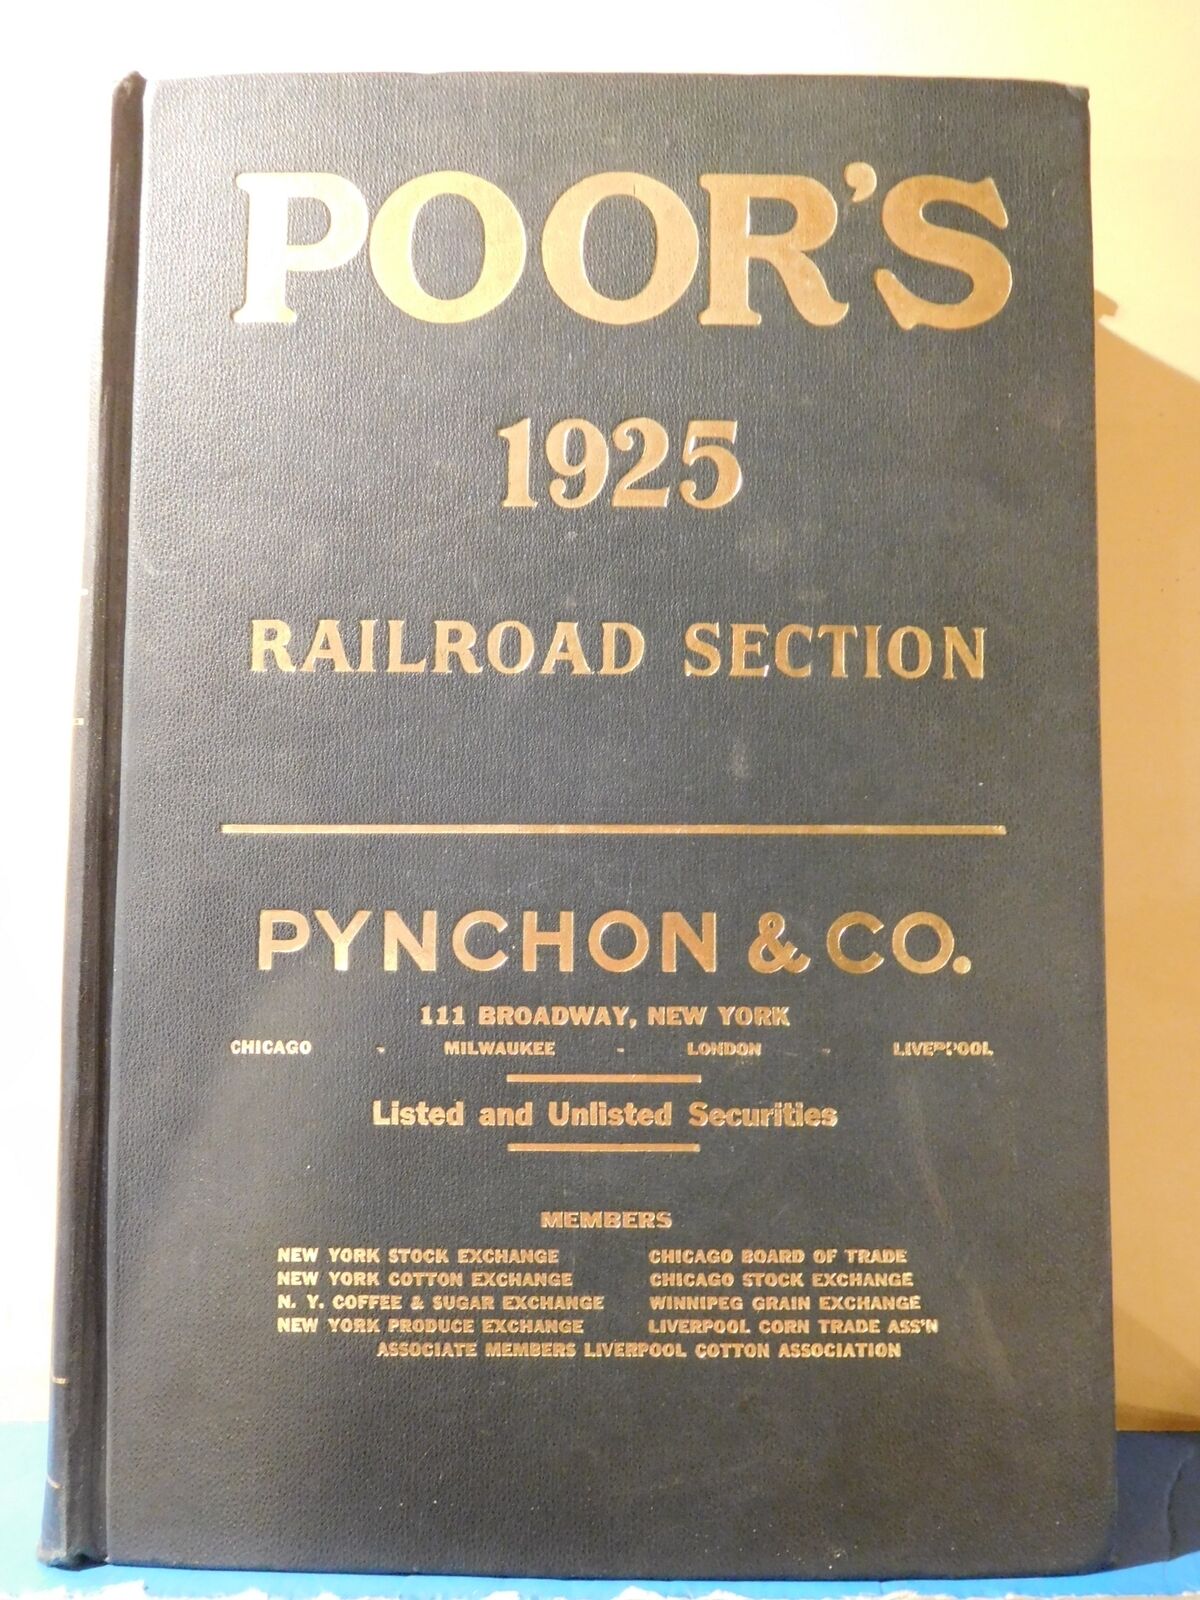 POOR'S
1925
RAILROAD SECTION
PYNCHON & CO.
111 BROADWAY, NEW YORK
CHICAGO - MILWAUKEE - LONDON - LIVERPOOL
Listed and Unlisted Securities
MEMBERS
NEW YORK STOCK EXCHANGE
NEW YORK COTTON EXCHANGE
N. Y. COFFEE & SUGAR EXCHANGE
NEW YORK PRODUCE EXCHANGE
CHICAGO BOARD OF TRADE
CHICAGO STOCK EXCHANGE
WINNIPEG GRAIN EXCHANGE
LIVERPOOL CORN TRADE ASS'N
ASSOCIATE MEMBERS LIVERPOOL COTTON ASSOCIATION